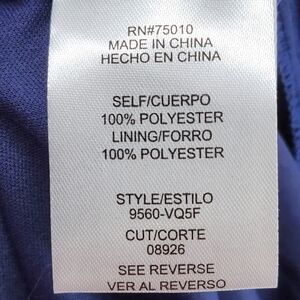 RN#75010
MADE IN CHINA
HECHO EN CHINA
SELF/CUERPO
100% POLYESTER
LINING/FORRO
100% POLYESTER
STYLE/ESTILO
9560-VQ5F
CUT/CORTE
08926
SEE REVERSE
VER AL REVERSO